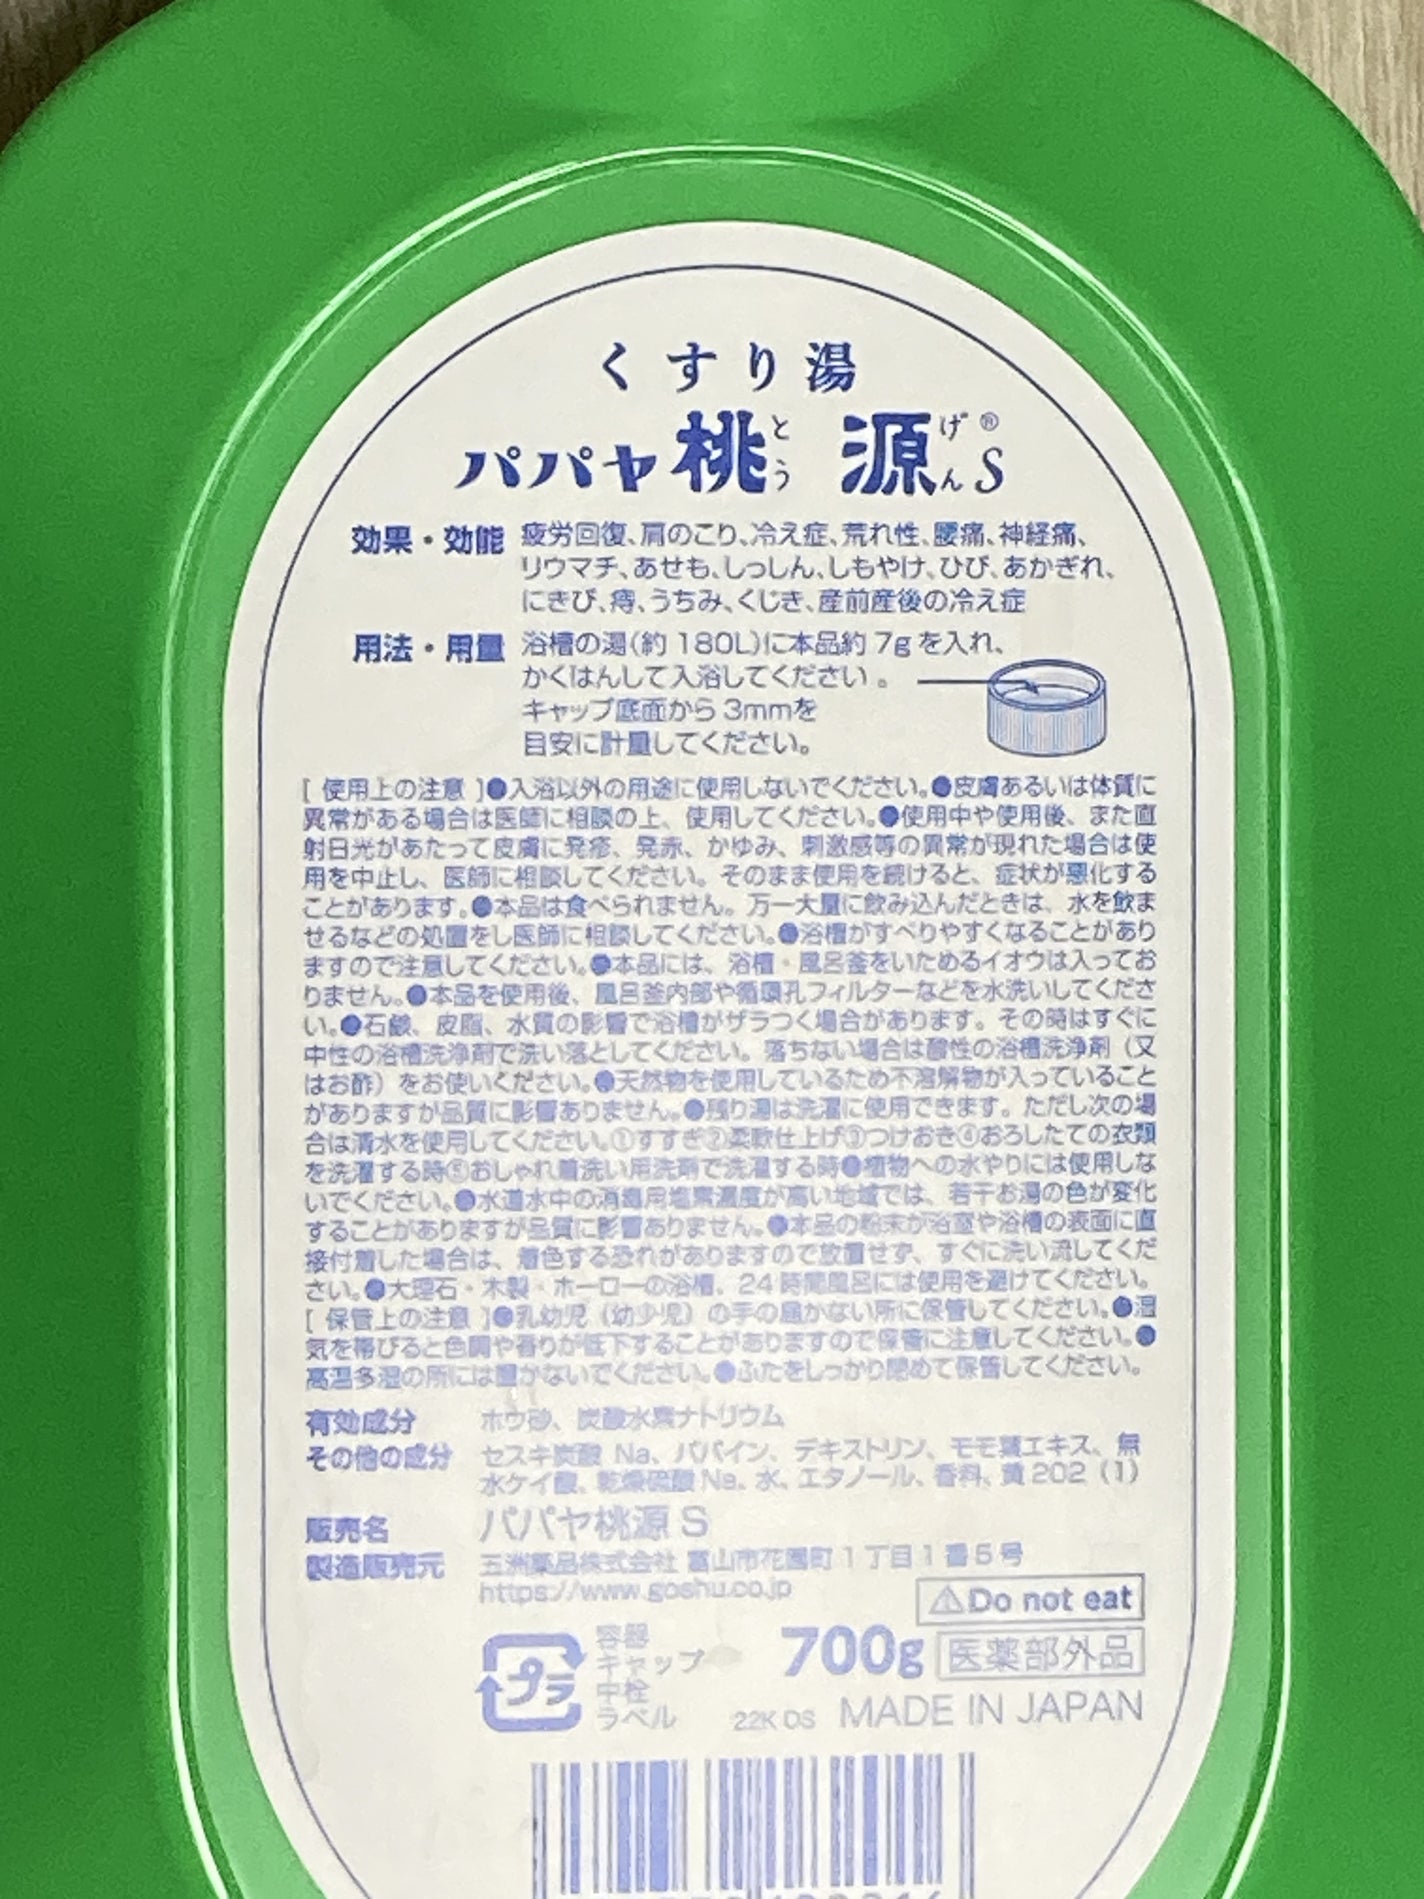 くすり湯
パパヤ桃源®S
とう げん
効果・効能 疲労回復、肩のこり、冷え症、荒れ性、腰痛、神経痛、
リウマチ、あせも、しっしん、しもやけ、ひび、あかぎれ、
にきび、痔、うちみ、くじき、産前産後の冷え症
用法・用量 浴槽の湯(約 180L)に本品約 7g を入れ、
かくはんして入浴してください。
キャップ底面から 3mmを
目安に計量してください。
[ 使用上の注意 ]●入浴以外の用途に使用しないでください。●皮膚あるいは体質に
異常がある場合は医師に相談の上、使用してください。●使用中や使用後、また直
射日光があたって皮膚に発疹、発赤、かゆみ、刺激感等の異常が現れた場合は使
用を中止し、医師に相談してください。そのまま使用を続けると、症状が悪化する
ことがあります。●本品は食べられません。万一大量に飲み込んだときは、水を飲ま
せるなどの処置をし医師に相談してください。●浴槽がすべりやすくなることがあり
ますので注意してください。●本品には、浴槽・風呂釜をいためるイオウは入ってお
りません。●本品を使用後、風呂釜内部や循環孔フィルターなどを水洗いしてくださ
い。●石鹸、皮脂、水質の影響で浴槽がザラつく場合があります。その時はすぐに
中性の浴槽洗浄剤で洗い落としてください。落ちない場合は酸性の浴槽洗浄剤（又
はお酢）をお使いください。●天然物を使用しているため不溶解物が入っていること
がありますが品質に影響ありません。●残り湯は洗濯に使用できます。ただし次の場
合は清水を使用してください。①すすぎ②柔軟仕上げ③つけおき④おろしたての衣類
を洗濯する時⑤おしゃれ着洗い用洗剤で洗濯する時●植物への水やりには使用しな
いでください。●水道水中の消毒用塩素濃度が高い地域では、若干お湯の色が変化
することがありますが品質に影響ありません。●本品の粉末が浴室や浴槽の表面に直
接付着した場合は、着色する恐れがありますので放置せず、すぐに洗い流してくだ
さい。●大理石・木製・ホーローの浴槽、24 時間風呂には使用を避けてください。
[ 保管上の注意 ]●乳幼児（幼少児）の手の届かない所に保管してください。●湿
気を帯びると色調や香りが低下することがありますので保管に注意してください。●
高温多湿の所には置かないでください。●ふたをしっかり閉めて保管してください。
有効成分 ホウ砂、炭酸水素ナトリウム
その他の成分 セスキ炭酸 Na、パパイン、デキストリン、モモ葉エキス、無
水ケイ酸、乾燥硫酸 Na、水、エタノール、香料、黄 202（1）
販売名 パパヤ桃源 S
製造販売元 五洲薬品株式会社 富山市花園町 1 丁目 1 番 5 号
https://www.goshu.co.jp
⚠Do not eat
プラ
容器
キャップ
中栓
ラベル
700g 医薬部外品
22K DS MADE IN JAPAN